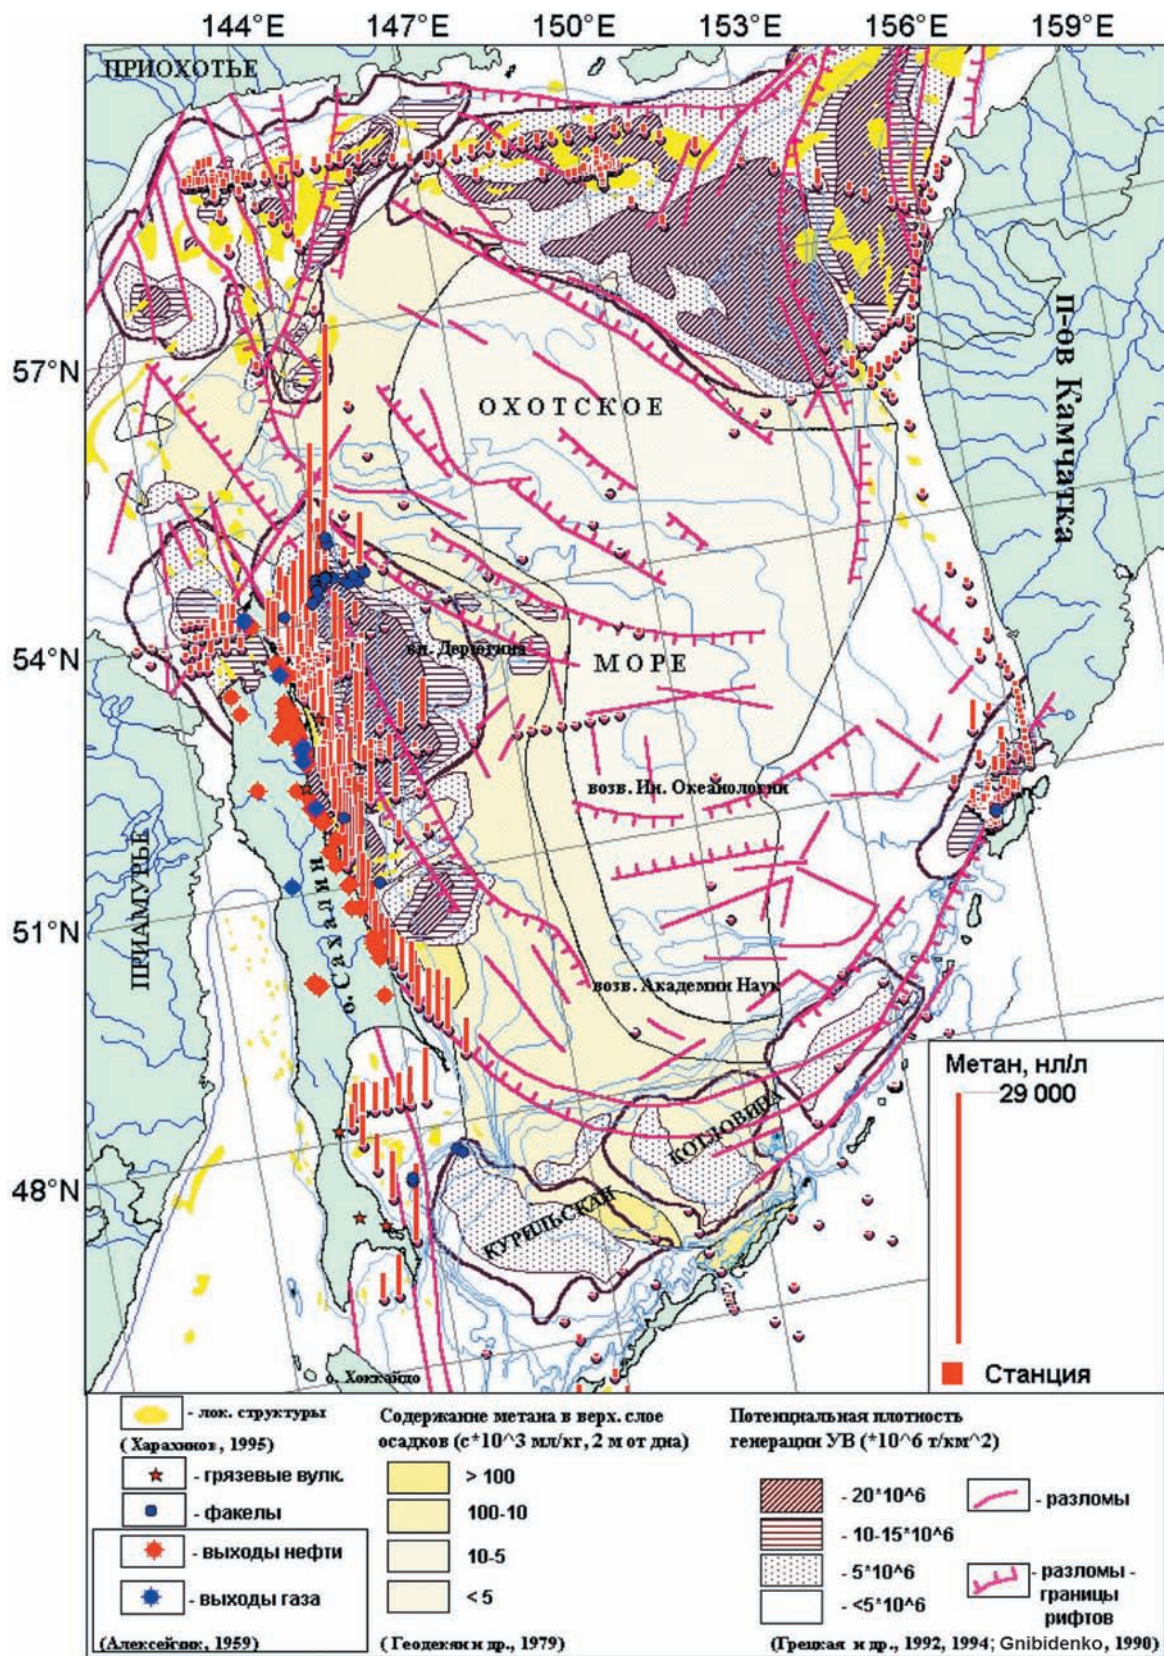 144°E 147°E 150°E 153°E 156°E 159°E
ПРИОХОТЬЕ
57°N
п-ов Камчатка
ОХОТСКОЕ
54°N
вп. Дерюгина
МОРЕ
возв. Ин. Океанологии
ПРИАМУРЬЕ
о. Сахалин
51°N
возв. Академии Наук
48°N
КУРИЛЬСКАЯ
КОТЛОВИНА
о. Хоккайдо
Метан, нл/л
29 000
Станция
- лок. структуры
( Харахинов , 1995)
- грязевые вулк.
- факелы
- выходы нефти
- выходы газа
(Алексейчик, 1959)
Содержание метана в верх. слое
осадков (с*10^3 мл/кг, 2 м от дна)
> 100
100-10
10-5
< 5
( Геодекян и др., 1979)
Потенциальная плотность
генерации УВ (*10^6 т/км^2)
- 20*10^6
- 10-15*10^6
- 5*10^6
- <5*10^6
- разломы
- разломы -
границы
рифтов
(Грецкая и др., 1992, 1994; Gnibidenko, 1990)